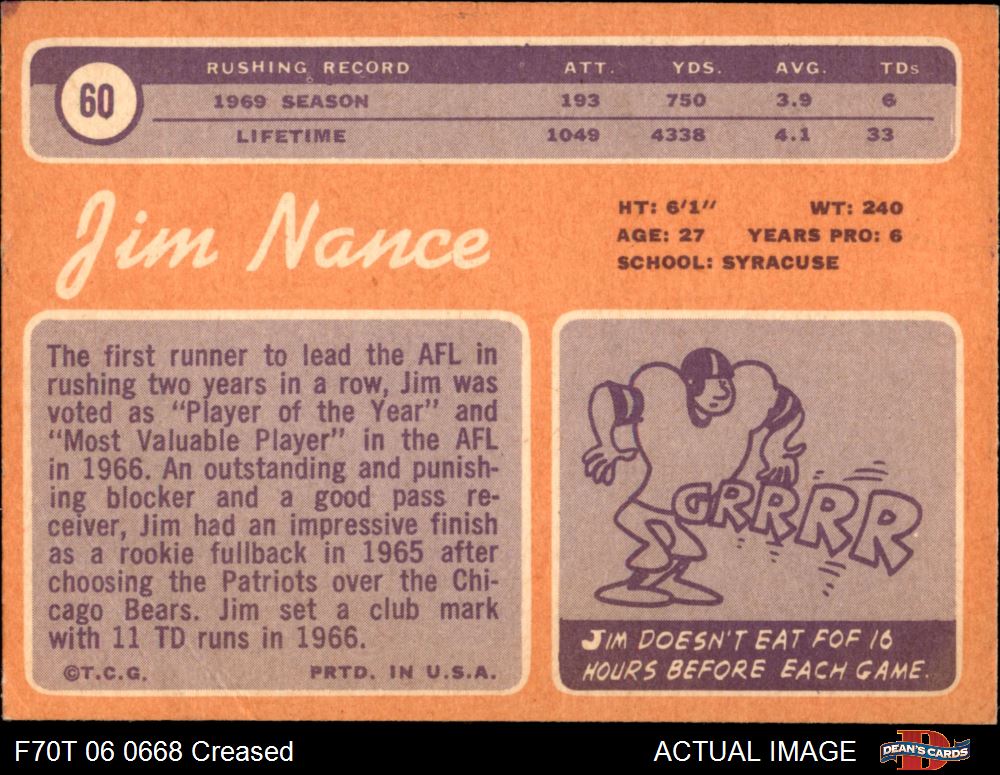 60
RUSHING RECORD ATT. YDS. AVG. TDs
1969 SEASON 193 750 3.9 6
LIFETIME 1049 4338 4.1 33
Jim Nance
HT: 6'1" WT: 240
AGE: 27 YEARS PRO: 6
SCHOOL: SYRACUSE
The first runner to lead the AFL in
rushing two years in a row, Jim was
voted as "Player of the Year" and
"Most Valuable Player" in the AFL
in 1966. An outstanding and punish-
ing blocker and a good pass re-
ceiver, Jim had an impressive finish
as a rookie fullback in 1965 after
choosing the Patriots over the Chi-
cago Bears. Jim set a club mark
with 11 TD runs in 1966.
©T.C.G. PRTD. IN U.S.A.
GRRRR
JIM DOESN'T EAT FOF 16
HOURS BEFORE EACH GAME.
F70T 06 0668 Creased
ACTUAL IMAGE
D
DEAN'S CARDS